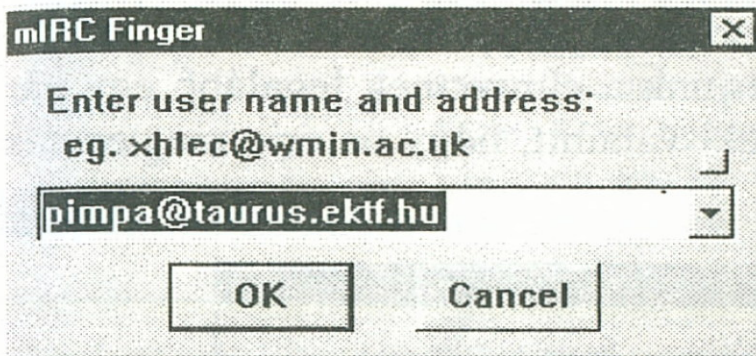 mIRC Finger
Enter user name and address:
eg. xhlec@wmin.ac.uk
pimpa@taurus.ektf.hu
OK Cancel